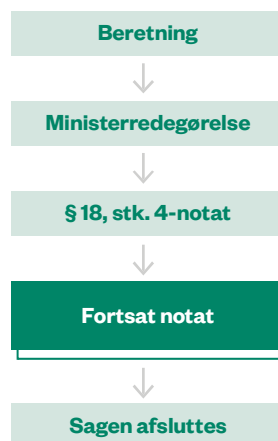 Beretning
Ministerredegørelse
§ 18, stk. 4-notat
Fortsat notat
Sagen afsluttes